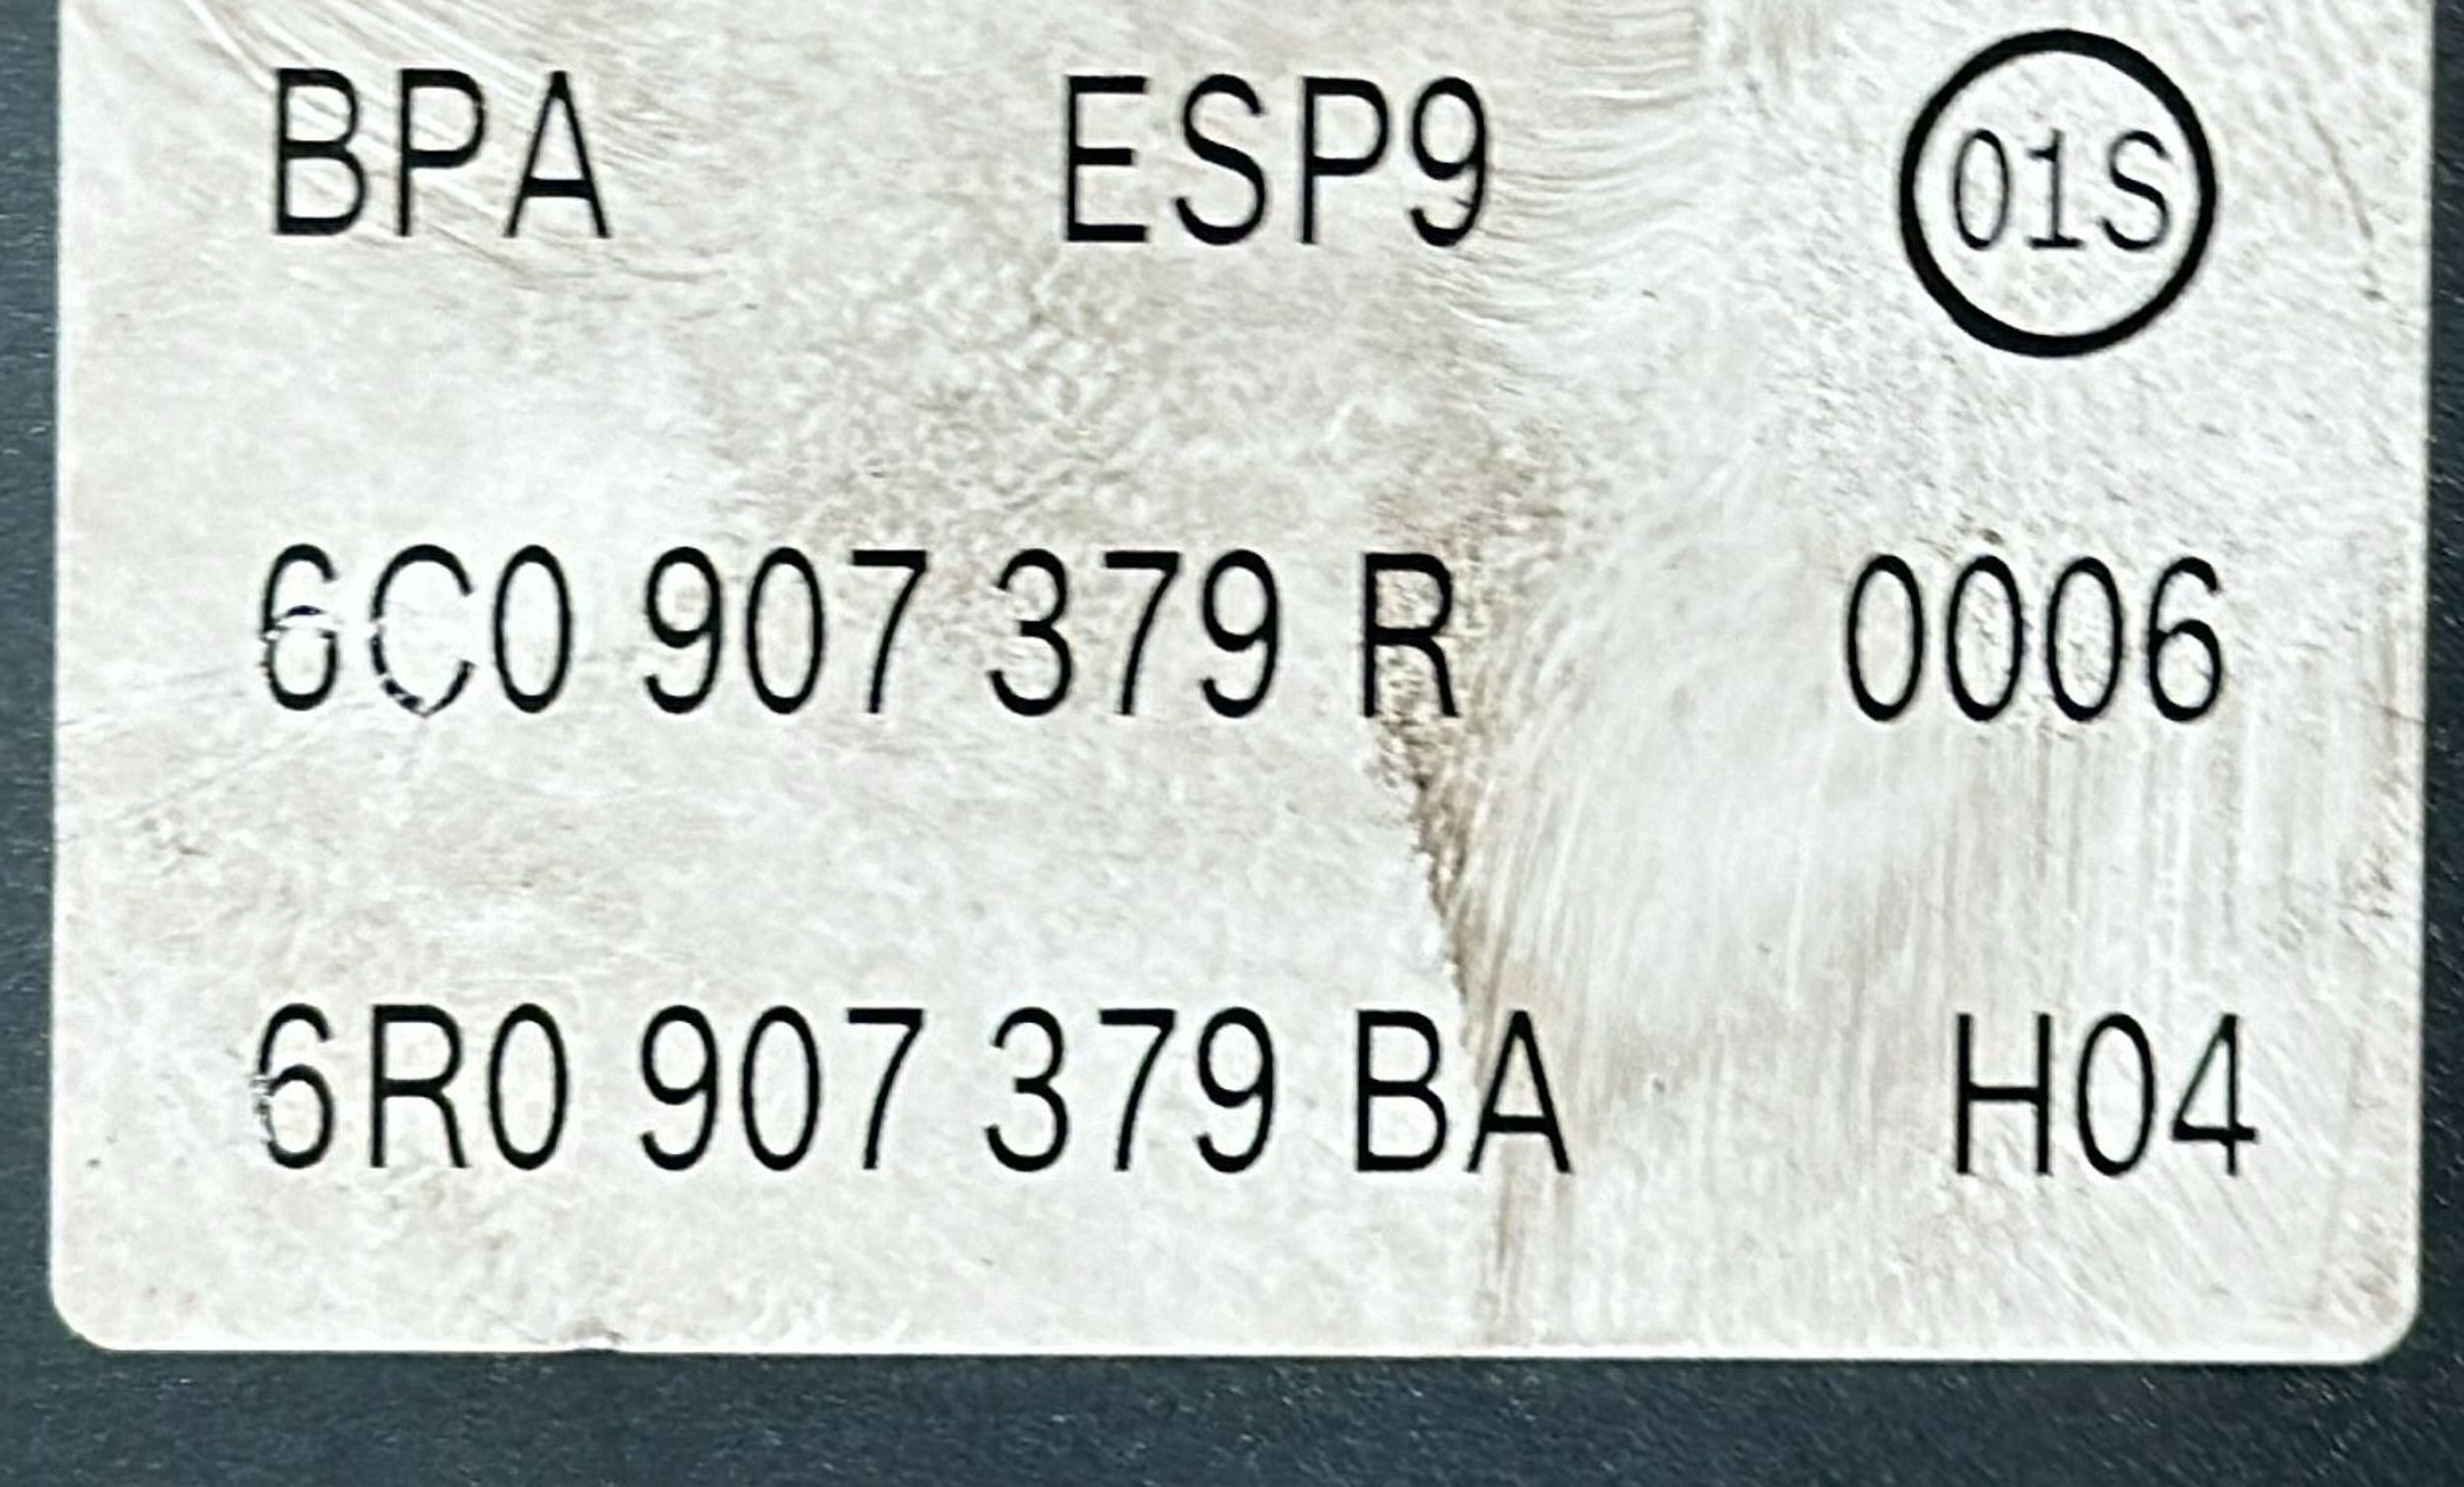 BPA ESP9 01S
6C0 907 379 R 0006
6R0 907 379 BA H04